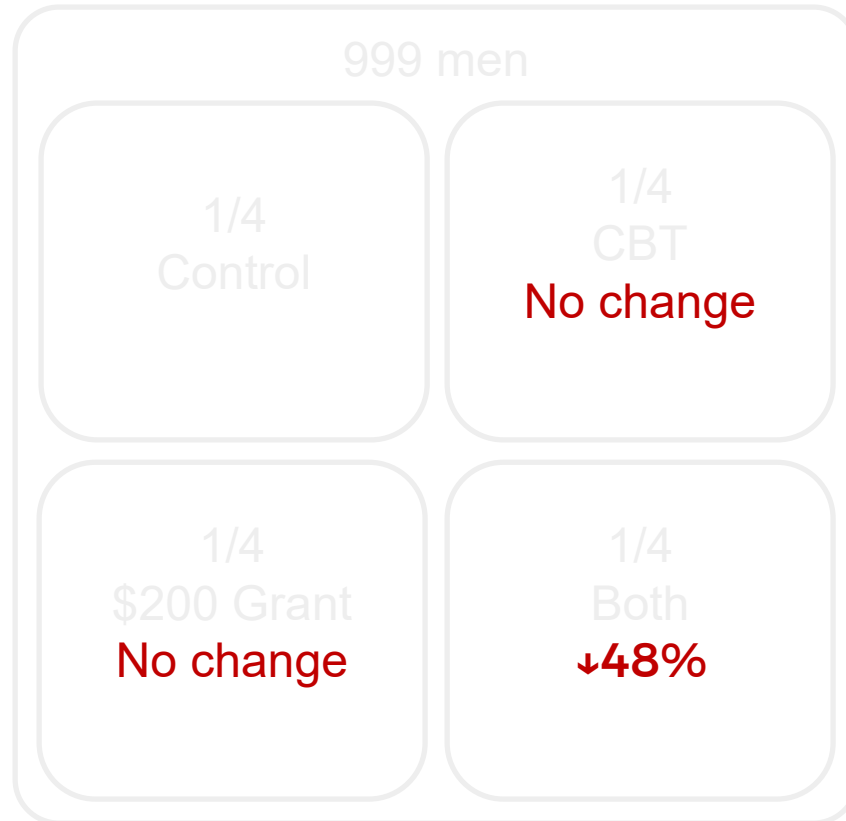 999 men
1/4
Control
1/4
CBT
No change
1/4
$200 Grant
No change
1/4
Both
↓48%